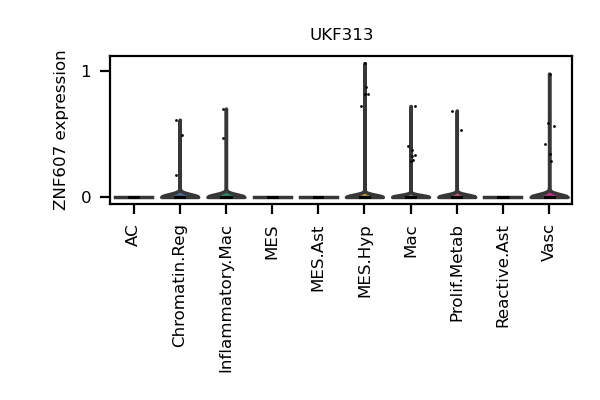 UKF313
ZNF607 expression
1
0
AC
Chromatin.Reg
Inflammatory.Mac
MES
MES.Ast
MES.Hyp
Mac
Prolif.Metab
Reactive.Ast
Vasc